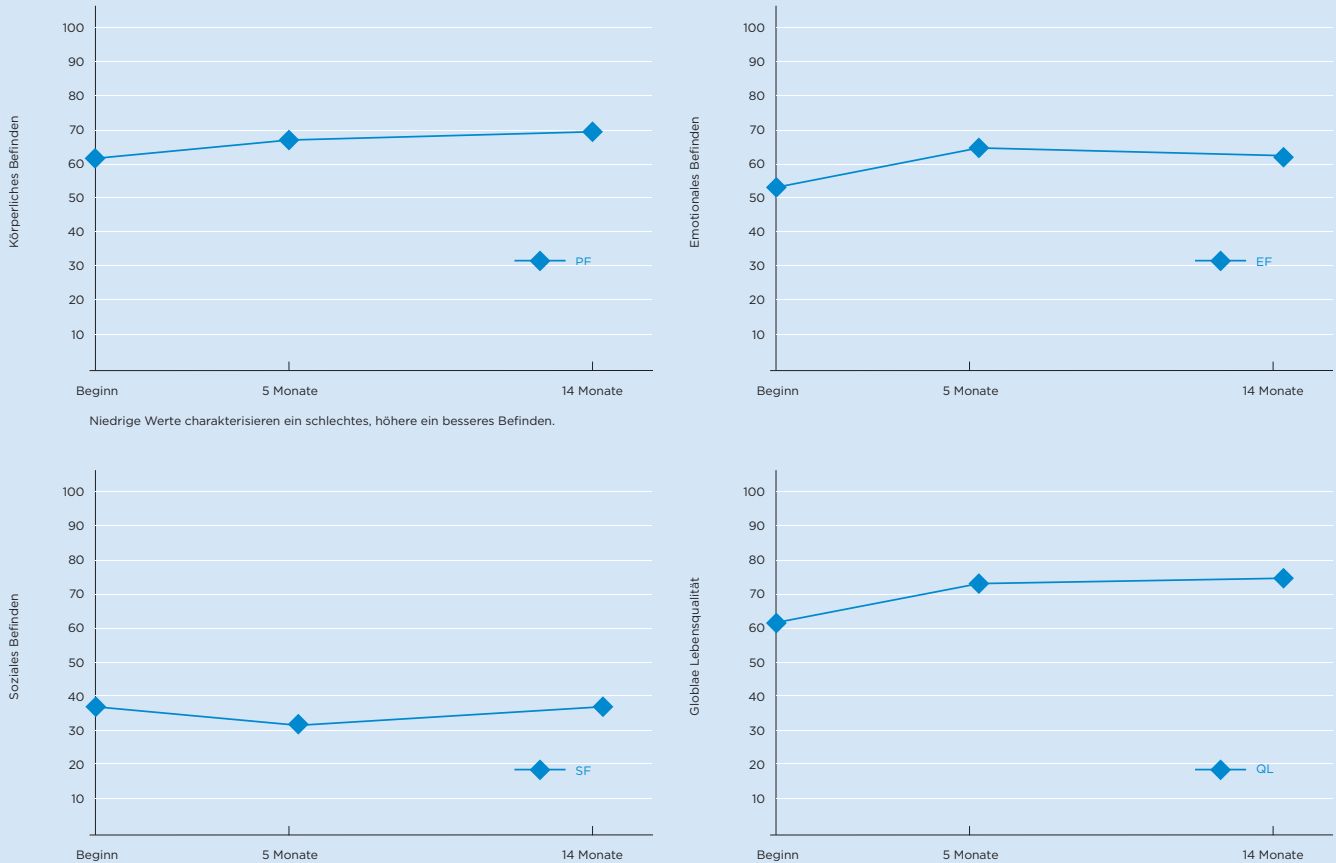 Körperliches Befinden
100
90
80
70
60
50
40
30
20
10
PF
Beginn
5 Monate
14 Monate
Niedrige Werte charakterisieren ein schlechtes, höhere ein besseres Befinden.
Emotionales Befinden
100
90
80
70
60
50
40
30
20
10
EF
Beginn
5 Monate
14 Monate
Soziales Befinden
100
90
80
70
60
50
40
30
20
10
SF
Beginn
5 Monate
14 Monate
Globlae Lebensqualität
100
90
80
70
60
50
40
30
20
10
QL
Beginn
5 Monate
14 Monate